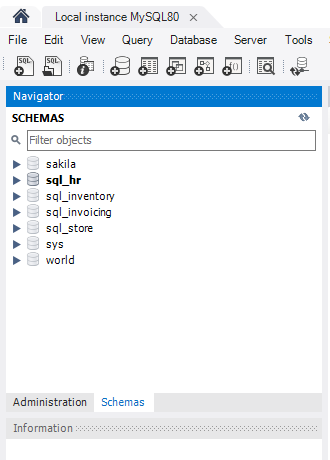 Local instance MySQL80 ×
File Edit View Query Database Server Tools
SQL SQL
Navigator
SCHEMAS
Filter objects
sakila
sql_hr
sql_inventory
sql_invoicing
sql_store
sys
world
Administration Schemas
Information